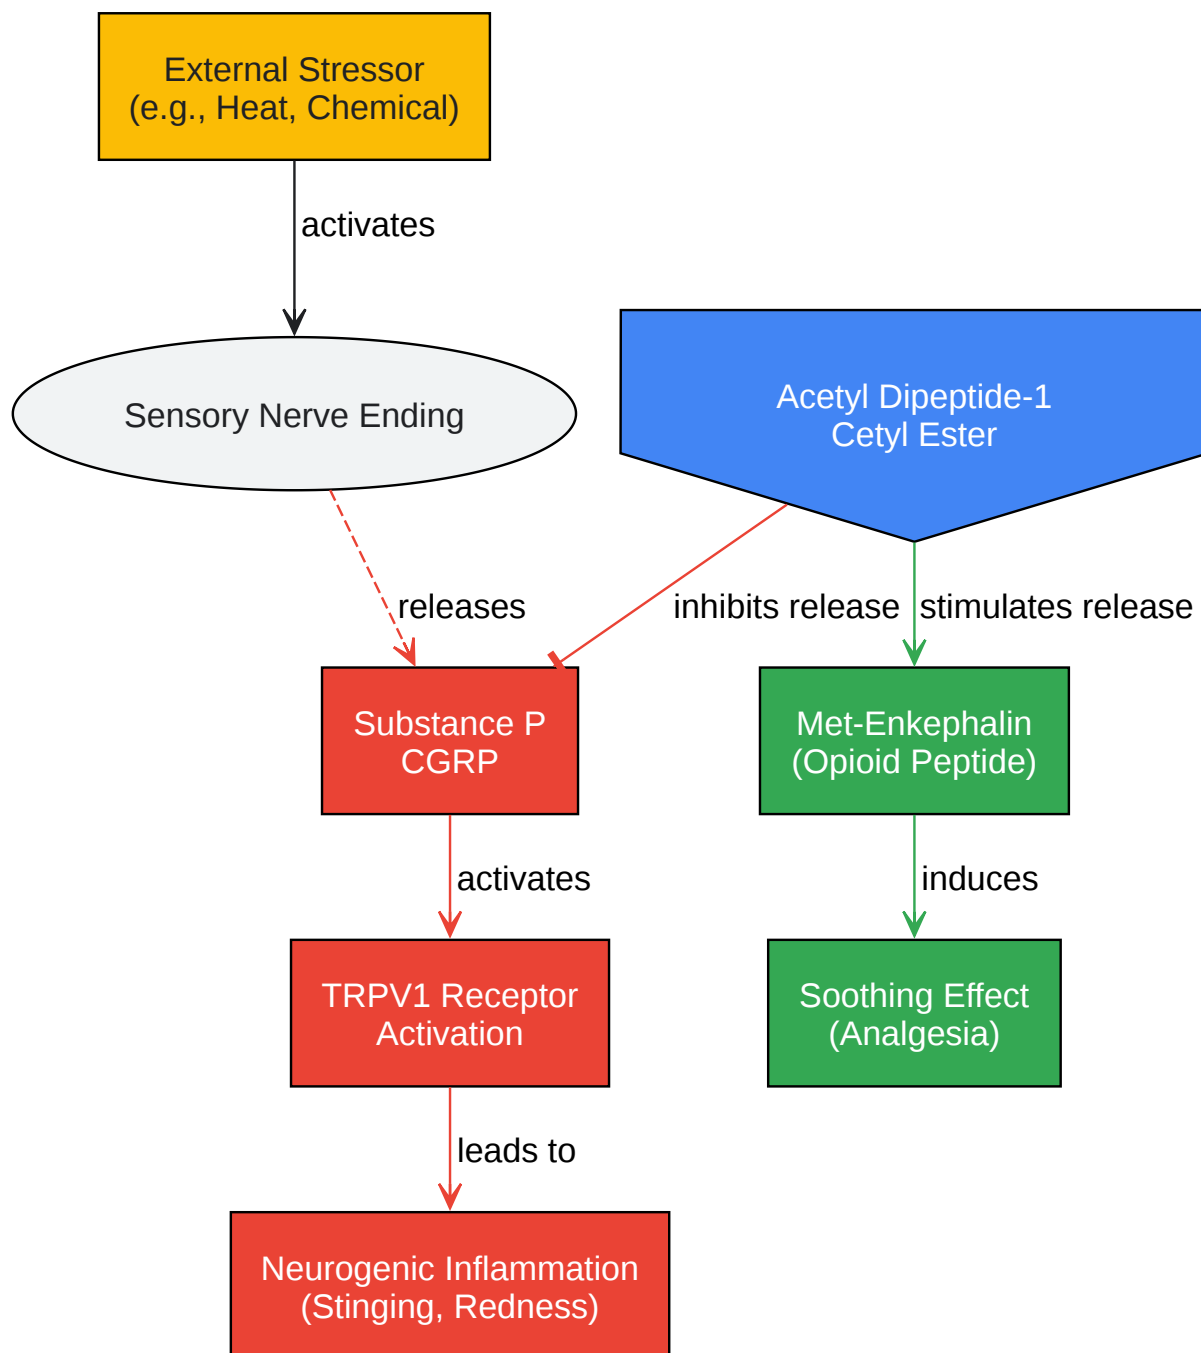 External Stressor
(e.g., Heat, Chemical)
activates
Sensory Nerve Ending
Acetyl Dipeptide-1
Cetyl Ester
releases
inhibits release
stimulates release
Substance P
CGRP
Met-Enkephalin
(Opioid Peptide)
activates
induces
TRPV1 Receptor
Activation
Soothing Effect
(Analgesia)
leads to
Neurogenic Inflammation
(Stinging, Redness)